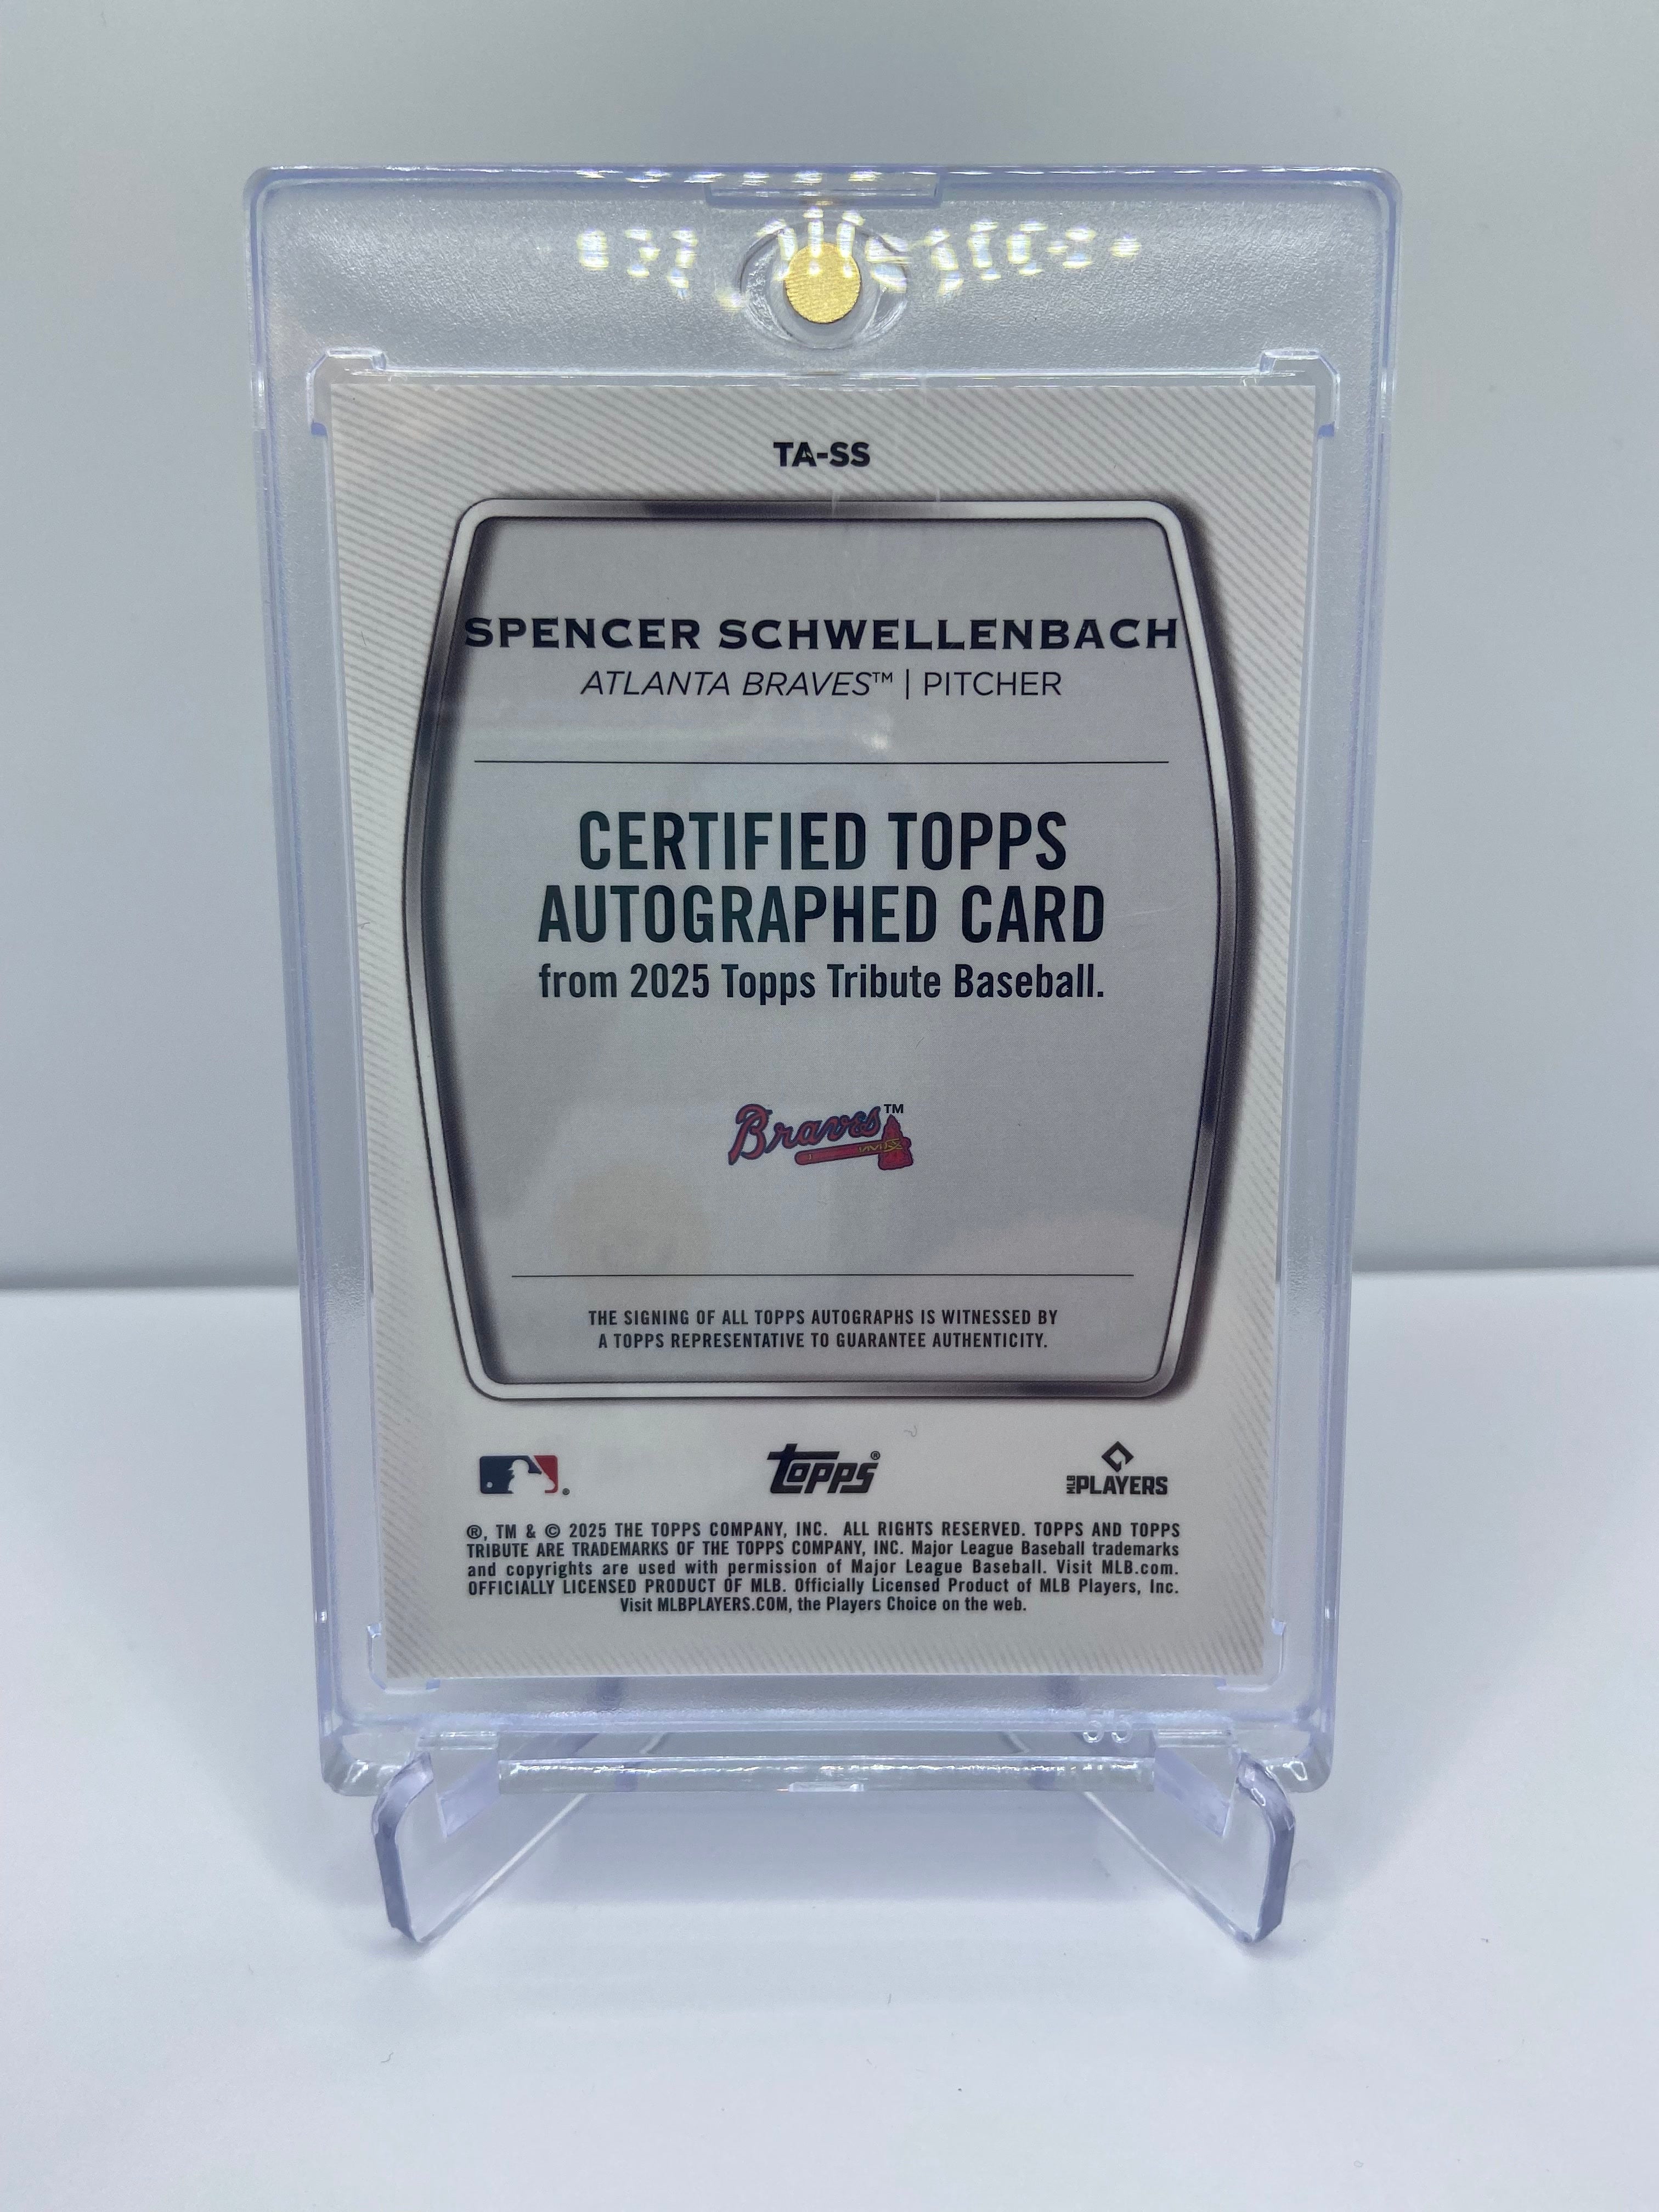 TA-SS
SPENCER SCHWELLENBACH
ATLANTA BRAVES™ | PITCHER
CERTIFIED TOPPS
AUTOGRAPHED CARD
from 2025 Topps Tribute Baseball.
Braves™
THE SIGNING OF ALL TOPPS AUTOGRAPHS IS WITNESSED BY
A TOPPS REPRESENTATIVE TO GUARANTEE AUTHENTICITY.
® Topps® MLB PLAYERS
®, TM & © 2025 THE TOPPS COMPANY, INC. ALL RIGHTS RESERVED. TOPPS AND TOPPS
TRIBUTE ARE TRADEMARKS OF THE TOPPS COMPANY, INC. Major League Baseball trademarks
and copyrights are used with permission of Major League Baseball. Visit MLB.com.
OFFICIALLY LICENSED PRODUCT OF MLB. Officially Licensed Product of MLB Players, Inc.
Visit MLBPLAYERS.COM, the Players Choice on the web.